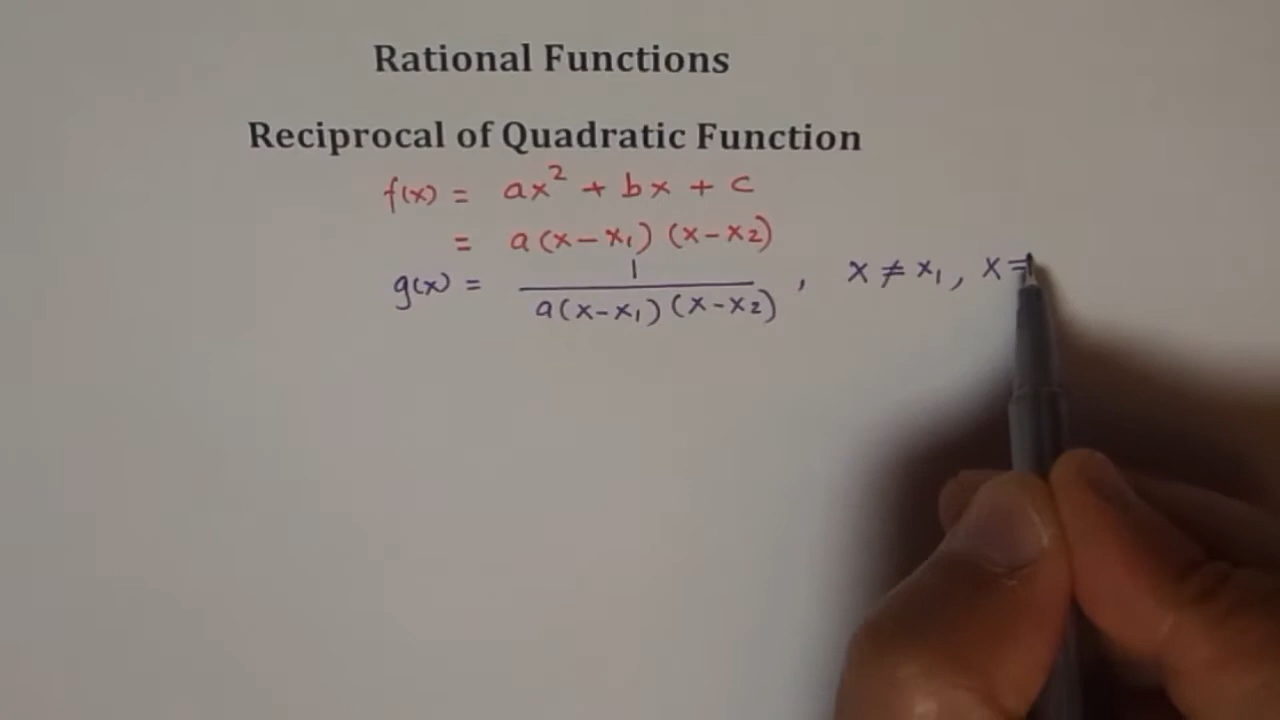 Rational Functions
Reciprocal of Quadratic Function
f(x) = ax² + bx + c
= a(x-x₁)(x-x₂)
g(x) = 1/a(x-x₁)(x-x₂), x ≠ x₁, x=